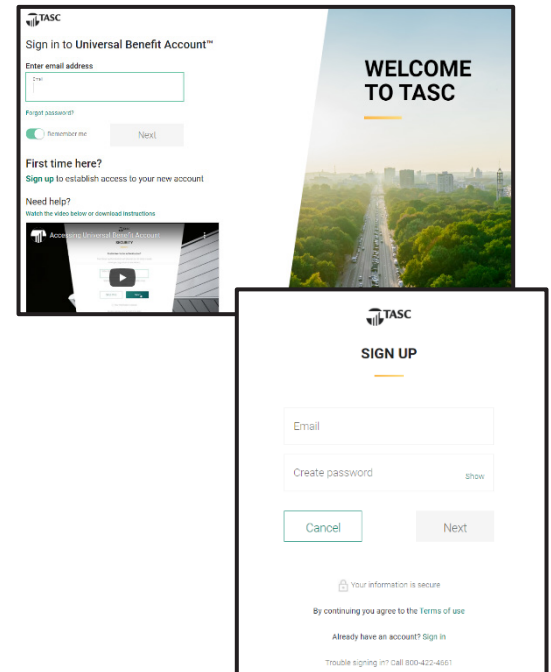 TASC
Sign in to Universal Benefit Account™
Enter email address
Email
Forgot password?
Remember me
Next
First time here?
Sign up to establish access to your new account
Need help?
Watch the video below or download instructions
Accessing Universal Benefit Account
SECURITY
WELCOME
TO TASC
TASC
SIGN UP
Email
Create password
Show
Cancel
Next
Your information is secure
By continuing you agree to the Terms of use
Already have an account? Sign in
Trouble signing in? Call 800-422-4661